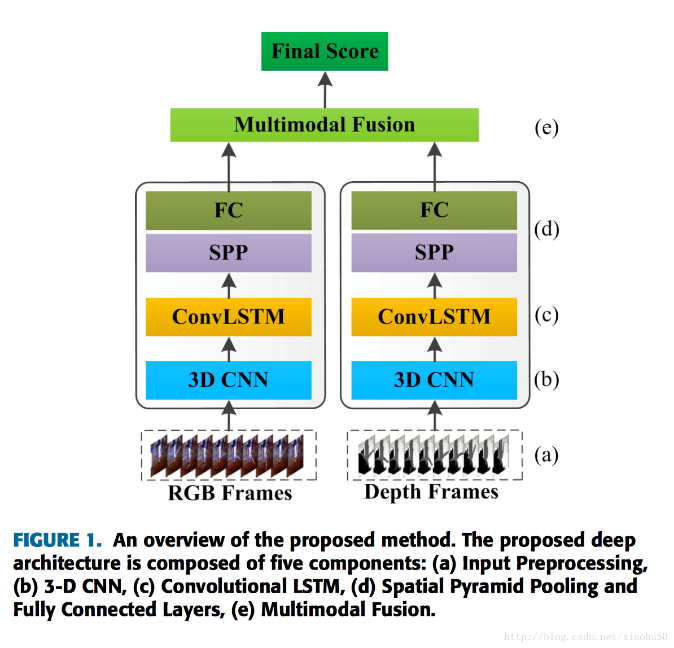 Final Score
Multimodal Fusion
(e)
FC
FC
(d)
SPP
SPP
ConvLSTM
ConvLSTM
(c)
3D CNN
3D CNN
(b)
(a)
RGB Frames
Depth Frames
FIGURE 1. An overview of the proposed method. The proposed deep
architecture is composed of five components: (a) Input Preprocessing,
(b) 3-D CNN, (c) Convolutional LSTM, (d) Spatial Pyramid Pooling and
Fully Connected Layers, (e) Multimodal Fusion.
http://blog.csdn.net/xiaohu50